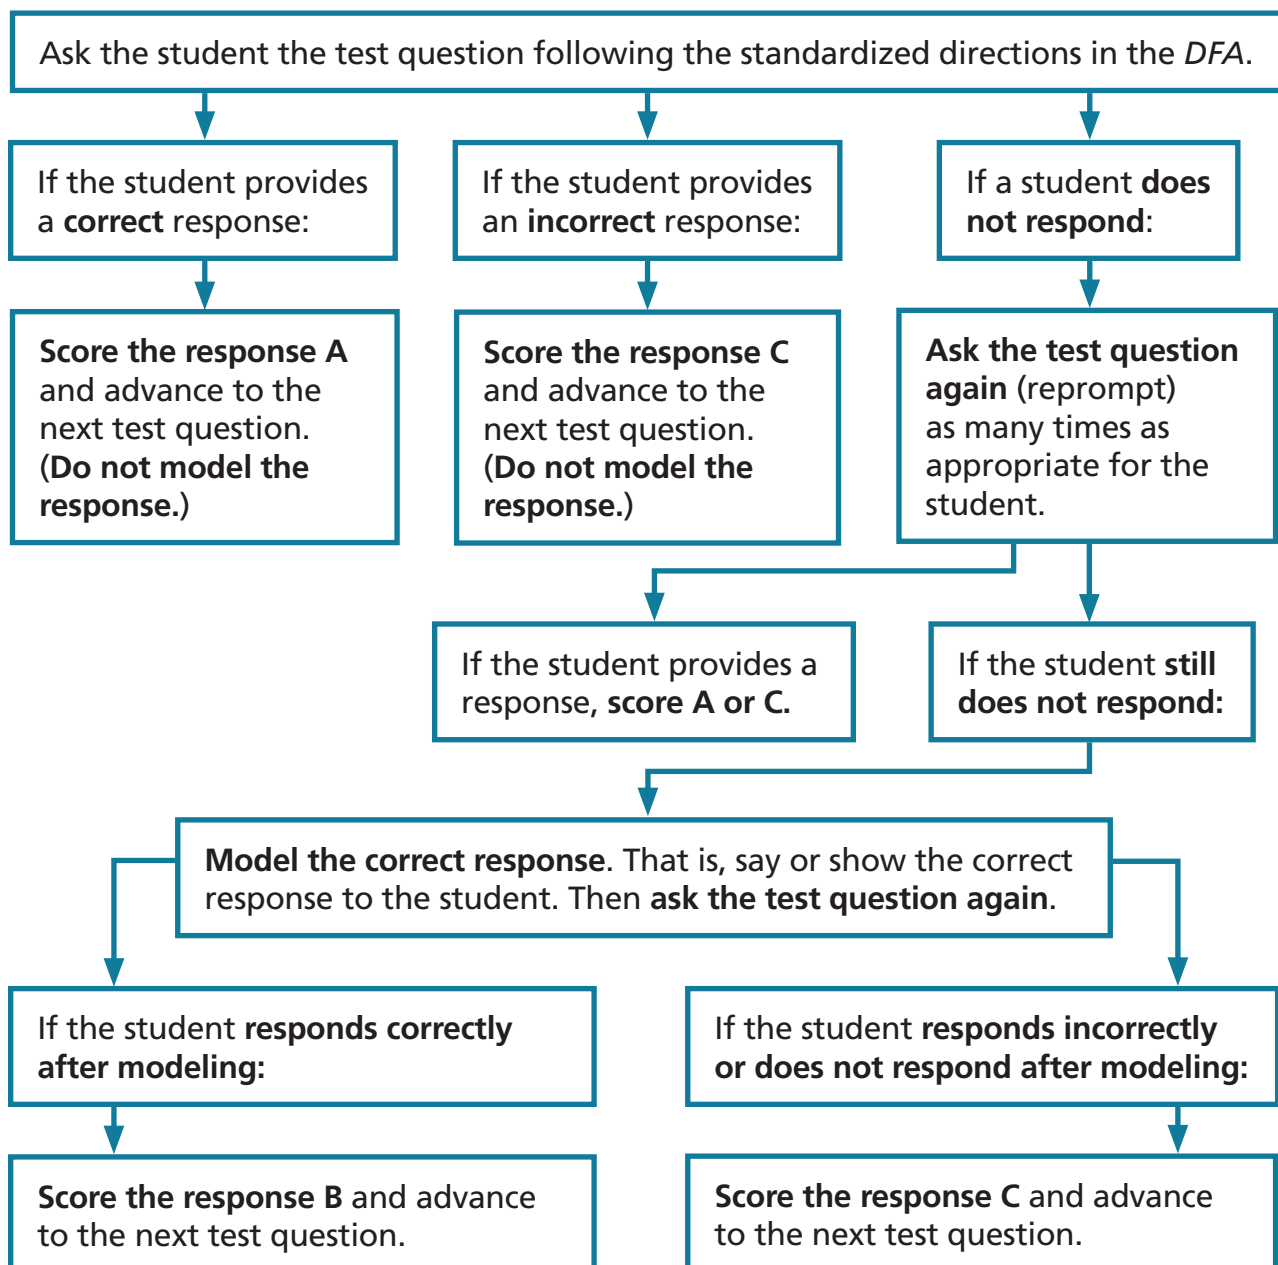 Ask the student the test question following the standardized directions in the DFA.
If the student provides
a correct response:
If the student provides
an incorrect response:
If a student does
not respond:
Score the response A
and advance to the
next test question.
(Do not model the
response.)
Score the response C
and advance to the
next test question.
(Do not model the
response.)
Ask the test question
again (reprompt)
as many times as
appropriate for the
student.
If the student provides a
response, score A or C.
If the student still
does not respond:
Model the correct response. That is, say or show the correct
response to the student. Then ask the test question again.
If the student responds correctly
after modeling:
If the student responds incorrectly
or does not respond after modeling:
Score the response B and advance
to the next test question.
Score the response C and advance
to the next test question.